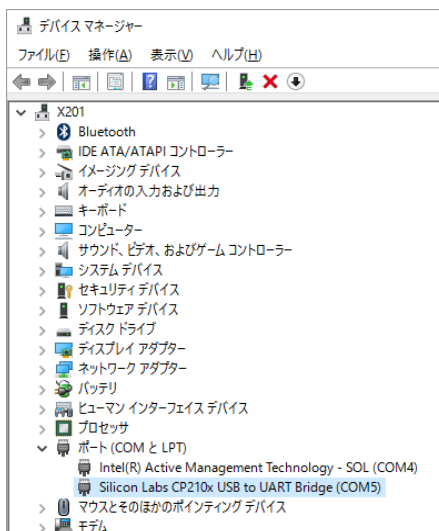 デバイス マネージャー
ファイル(F) 操作(A) 表示(V) ヘルプ(H)
X201
Bluetooth
IDE ATA/ATAPI コントローラー
イメージング デバイス
オーディオの入力および出力
キーボード
コンピューター
サウンド、ビデオ、およびゲーム コントローラー
システム デバイス
セキュリティ デバイス
ソフトウェア デバイス
ディスク ドライブ
ディスプレイ アダプター
ネットワーク アダプター
バッテリ
ヒューマン インターフェイス デバイス
プロセッサ
ポート (COM と LPT)
Intel(R) Active Management Technology - SOL (COM4)
Silicon Labs CP210x USB to UART Bridge (COM5)
マウスとそのほかのポインティング デバイス
モデム